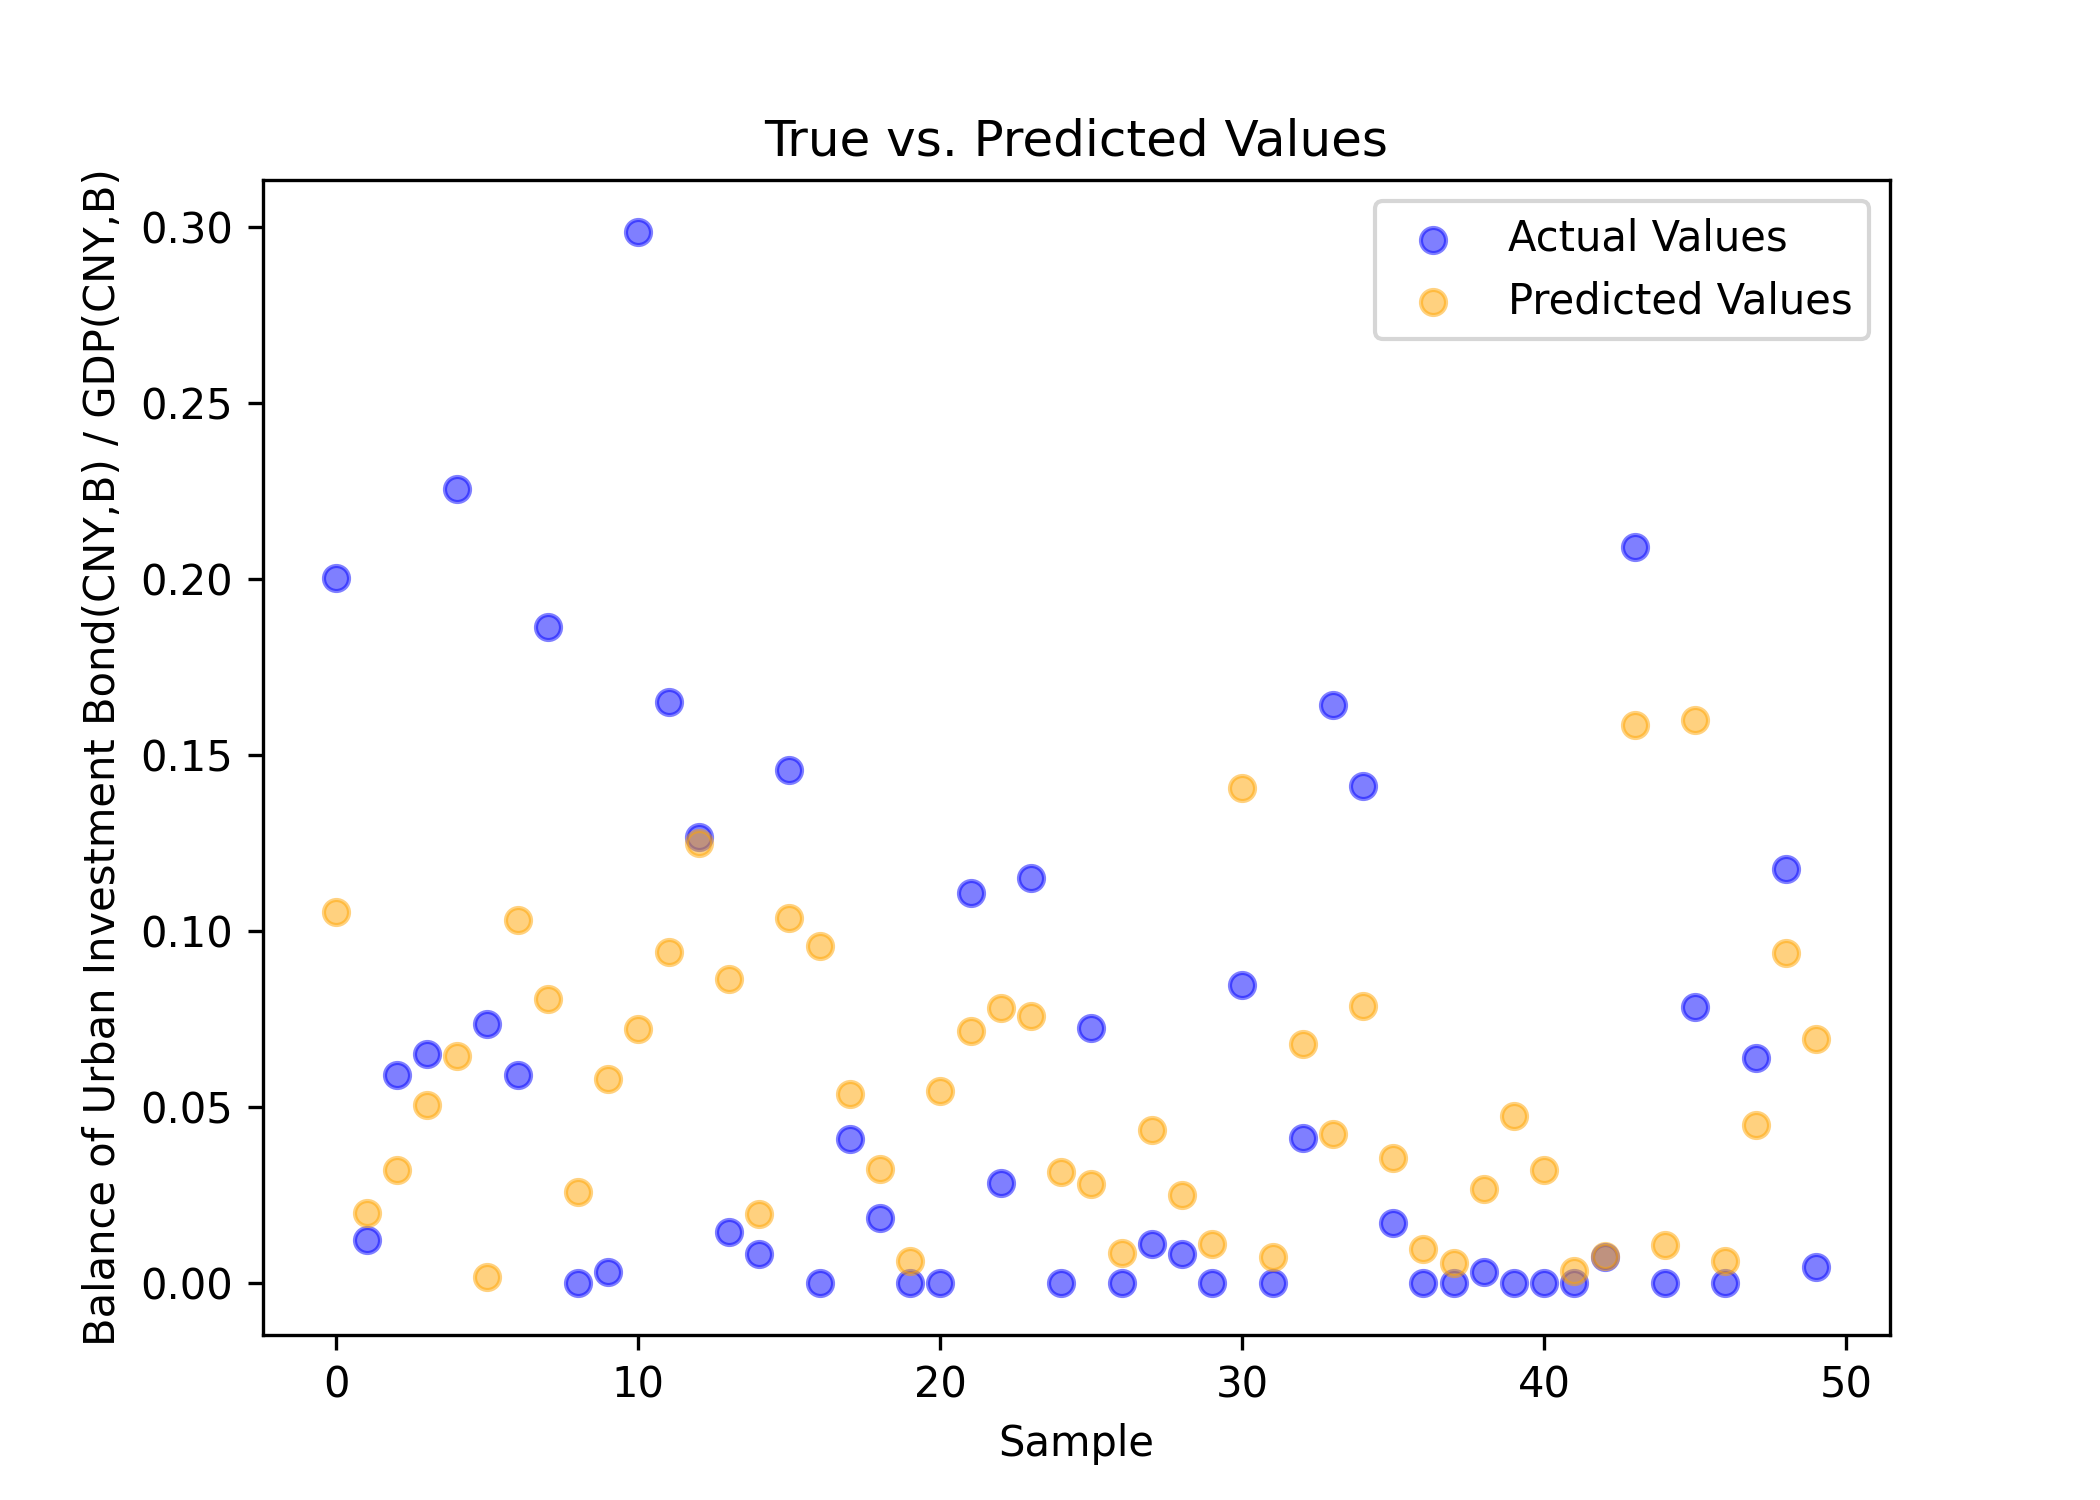 True vs. Predicted Values
Actual Values
Predicted Values
Balance of Urban Investment Bond(CNY,B) / GDP(CNY,B)
0.30
0.25
0.20
0.15
0.10
0.05
0.00
0 10 20 30 40 50
Sample